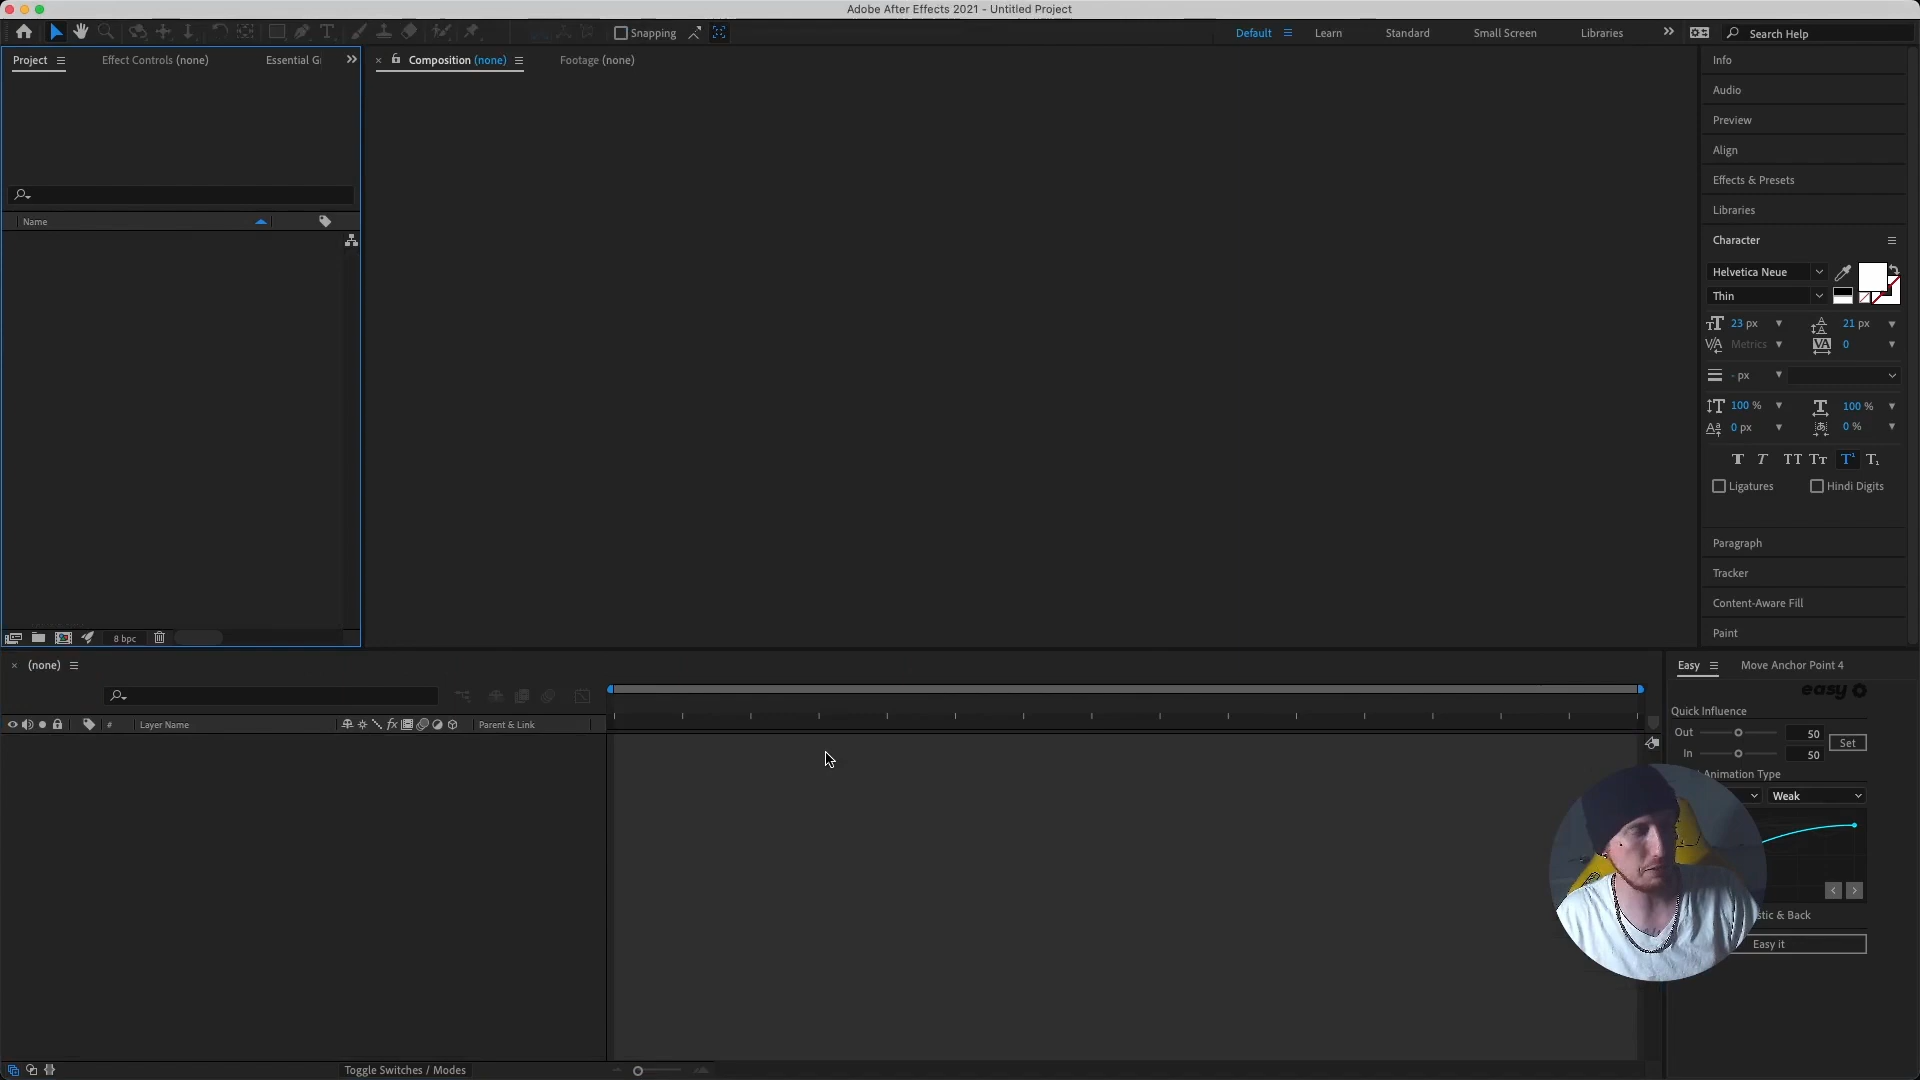 Adobe After Effects 2021 - Untitled Project
Snapping
Default
Learn
Standard
Small Screen
Libraries
Search Help
Project
Effect Controls (none)
Essential G
Composition (none)
Footage (none)
Name
8 bpc
Info
Audio
Preview
Align
Effects & Presets
Libraries
Character
Helvetica Neue
Thin
23 px
21 px
Metrics
0
- px
100 %
100 %
0 px
0 %
Ligatures
Hindi Digits
Paragraph
Tracker
Content-Aware Fill
Paint
(none)
#
Layer Name
Parent & Link
Toggle Switches / Modes
Easy
Move Anchor Point 4
easy
Quick Influence
Out
50
Set
In
50
Animation Type
Weak
& Back
Easy it